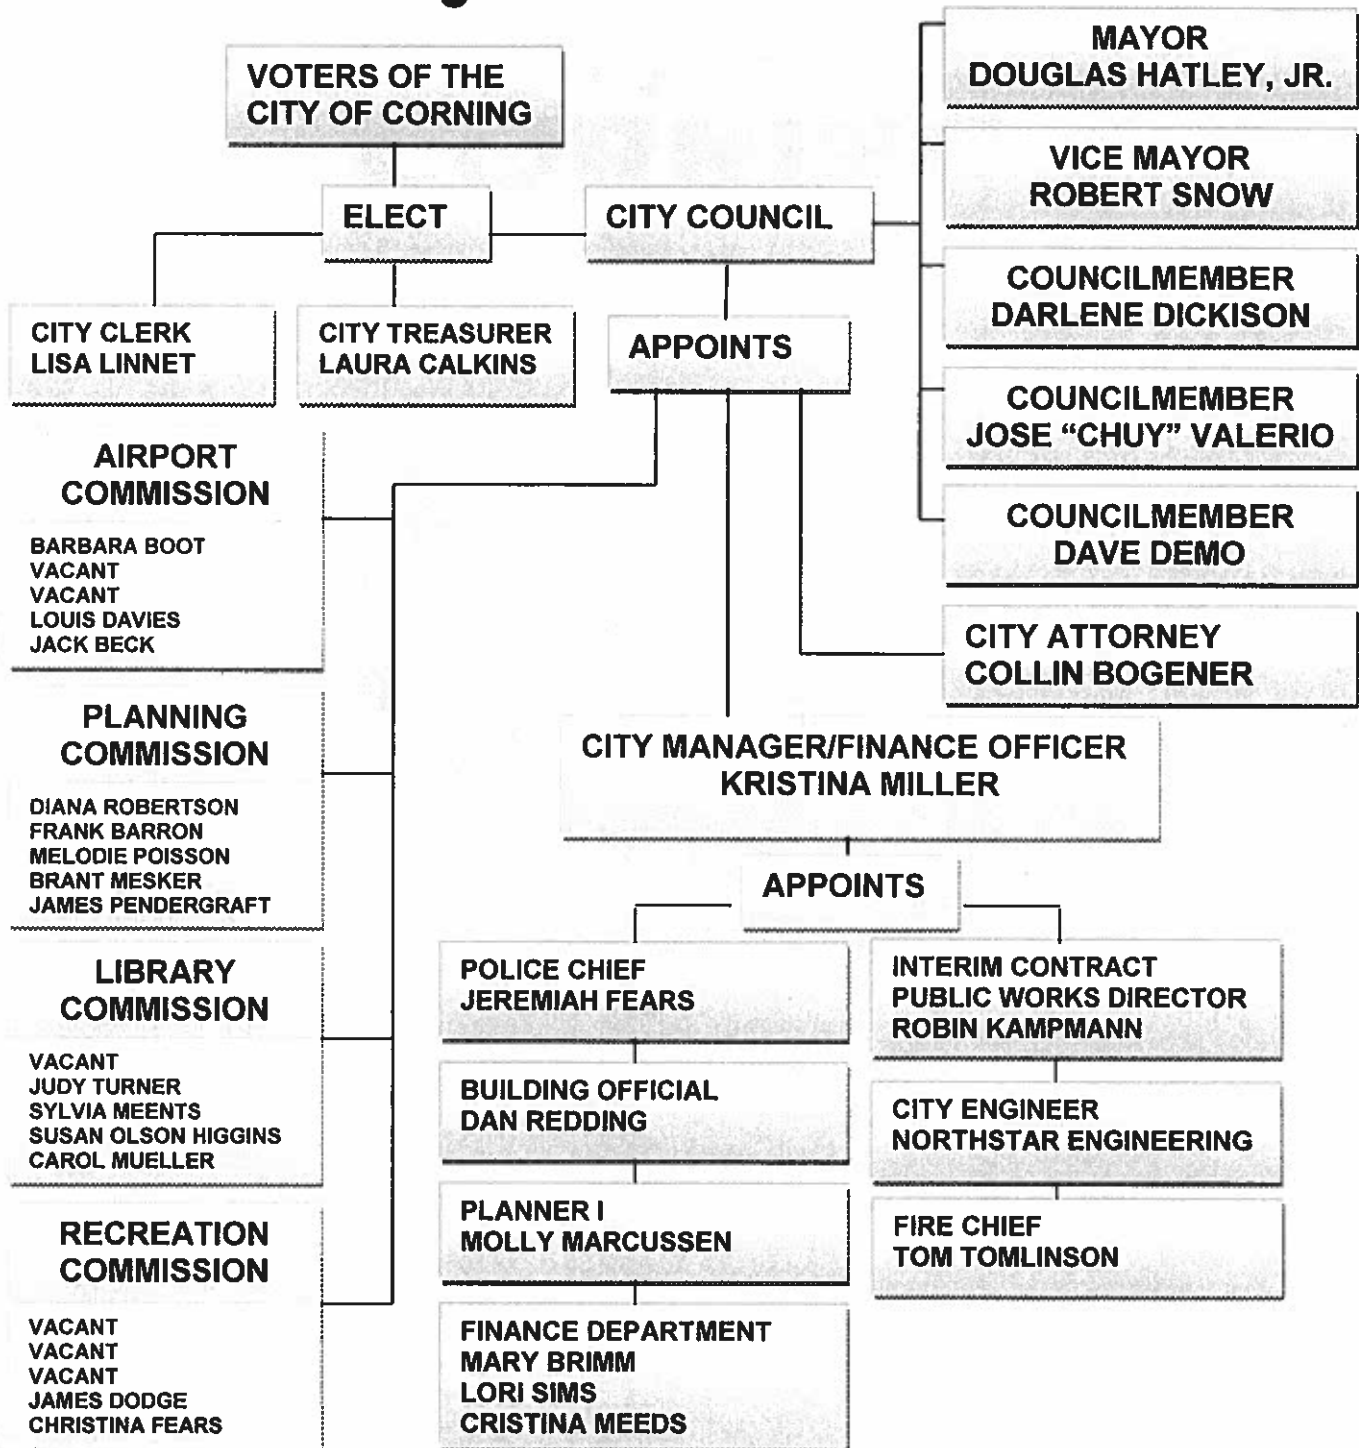 VOTERS OF THE
CITY OF CORNING
ELECT
CITY COUNCIL
MAYOR
DOUGLAS HATLEY, JR.
VICE MAYOR
ROBERT SNOW
COUNCILMEMBER
DARLENE DICKISON
COUNCILMEMBER
JOSE “CHUY” VALERIO
COUNCILMEMBER
DAVE DEMO
CITY CLERK
LISA LINNET
CITY TREASURER
LAURA CALKINS
APPOINTS
AIRPORT
COMMISSION
BARBARA BOOT
VACANT
VACANT
LOUIS DAVIES
JACK BECK
PLANNING
COMMISSION
DIANA ROBERTSON
FRANK BARRON
MELODIE POISSON
BRANT MESKER
JAMES PENDERGRAFT
LIBRARY
COMMISSION
VACANT
JUDY TURNER
SYLVIA MEENTS
SUSAN OLSON HIGGINS
CAROL MUELLER
RECREATION
COMMISSION
VACANT
VACANT
VACANT
JAMES DODGE
CHRISTINA FEARS
CITY ATTORNEY
COLLIN BOGENER
CITY MANAGER/FINANCE OFFICER
KRISTINA MILLER
APPOINTS
POLICE CHIEF
JEREMIAH FEARS
BUILDING OFFICIAL
DAN REDDING
PLANNER I
MOLLY MARCUSSEN
FINANCE DEPARTMENT
MARY BRIMM
LORI SIMS
CRISTINA MEEDS
INTERIM CONTRACT
PUBLIC WORKS DIRECTOR
ROBIN KAMPMANN
CITY ENGINEER
NORTHSTAR ENGINEERING
FIRE CHIEF
TOM TOMLINSON